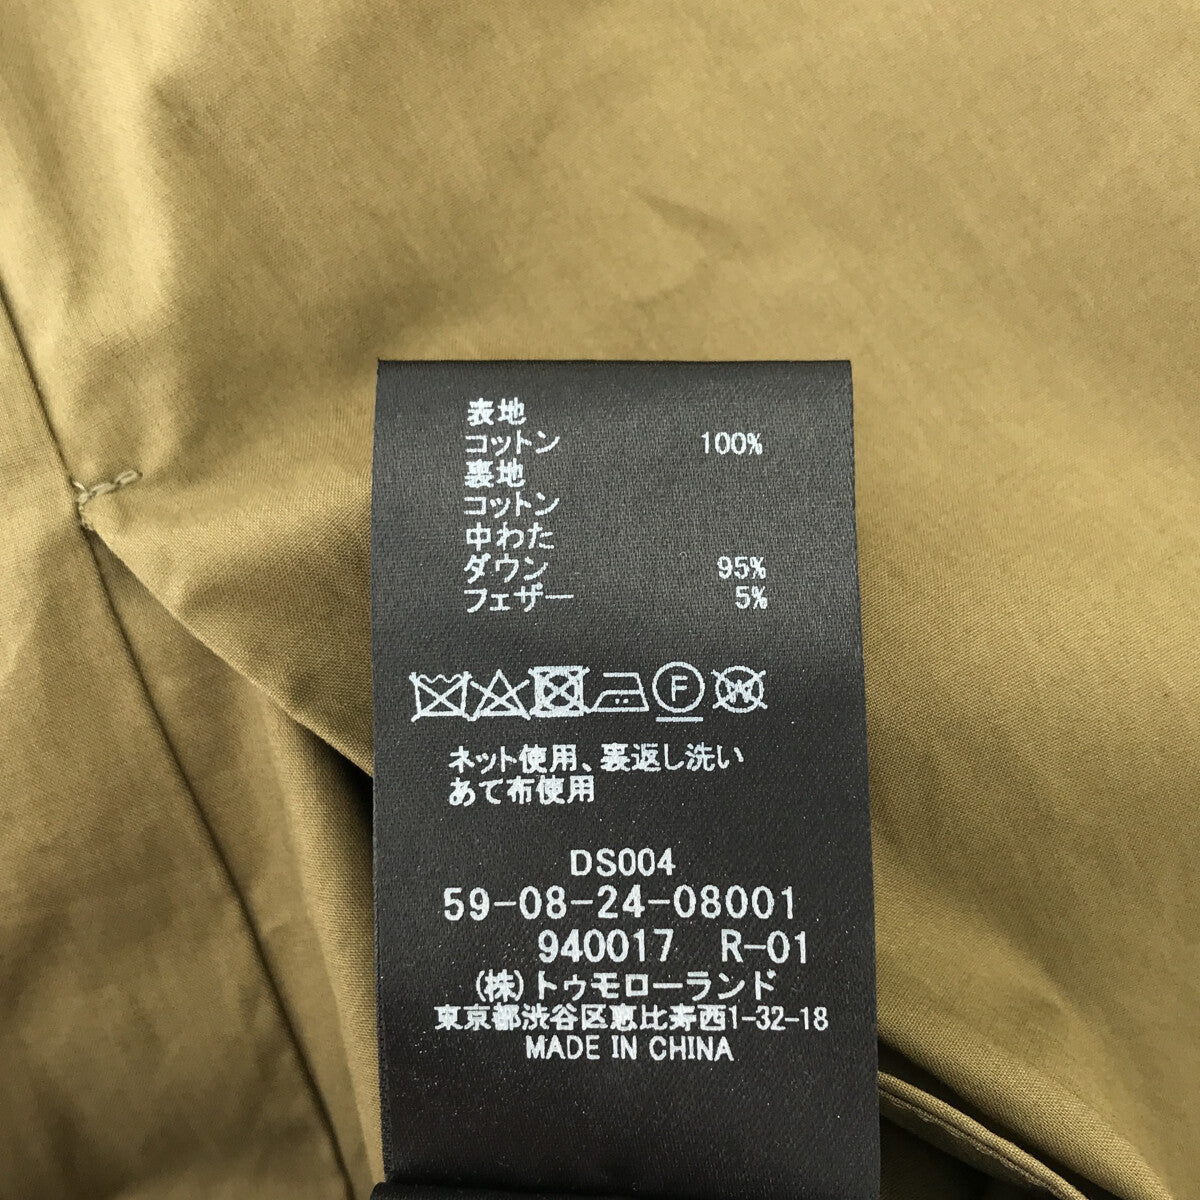 表地
コットン 100%
裏地
コットン
中わた
ダウン 95%
フェザー 5%
F
W
ネット使用、裏返し洗い
あて布使用
DS004
59-08-24-08001
940017 R-01
(株)トゥモローランド
東京都渋谷区恵比寿西1-32-18
MADE IN CHINA